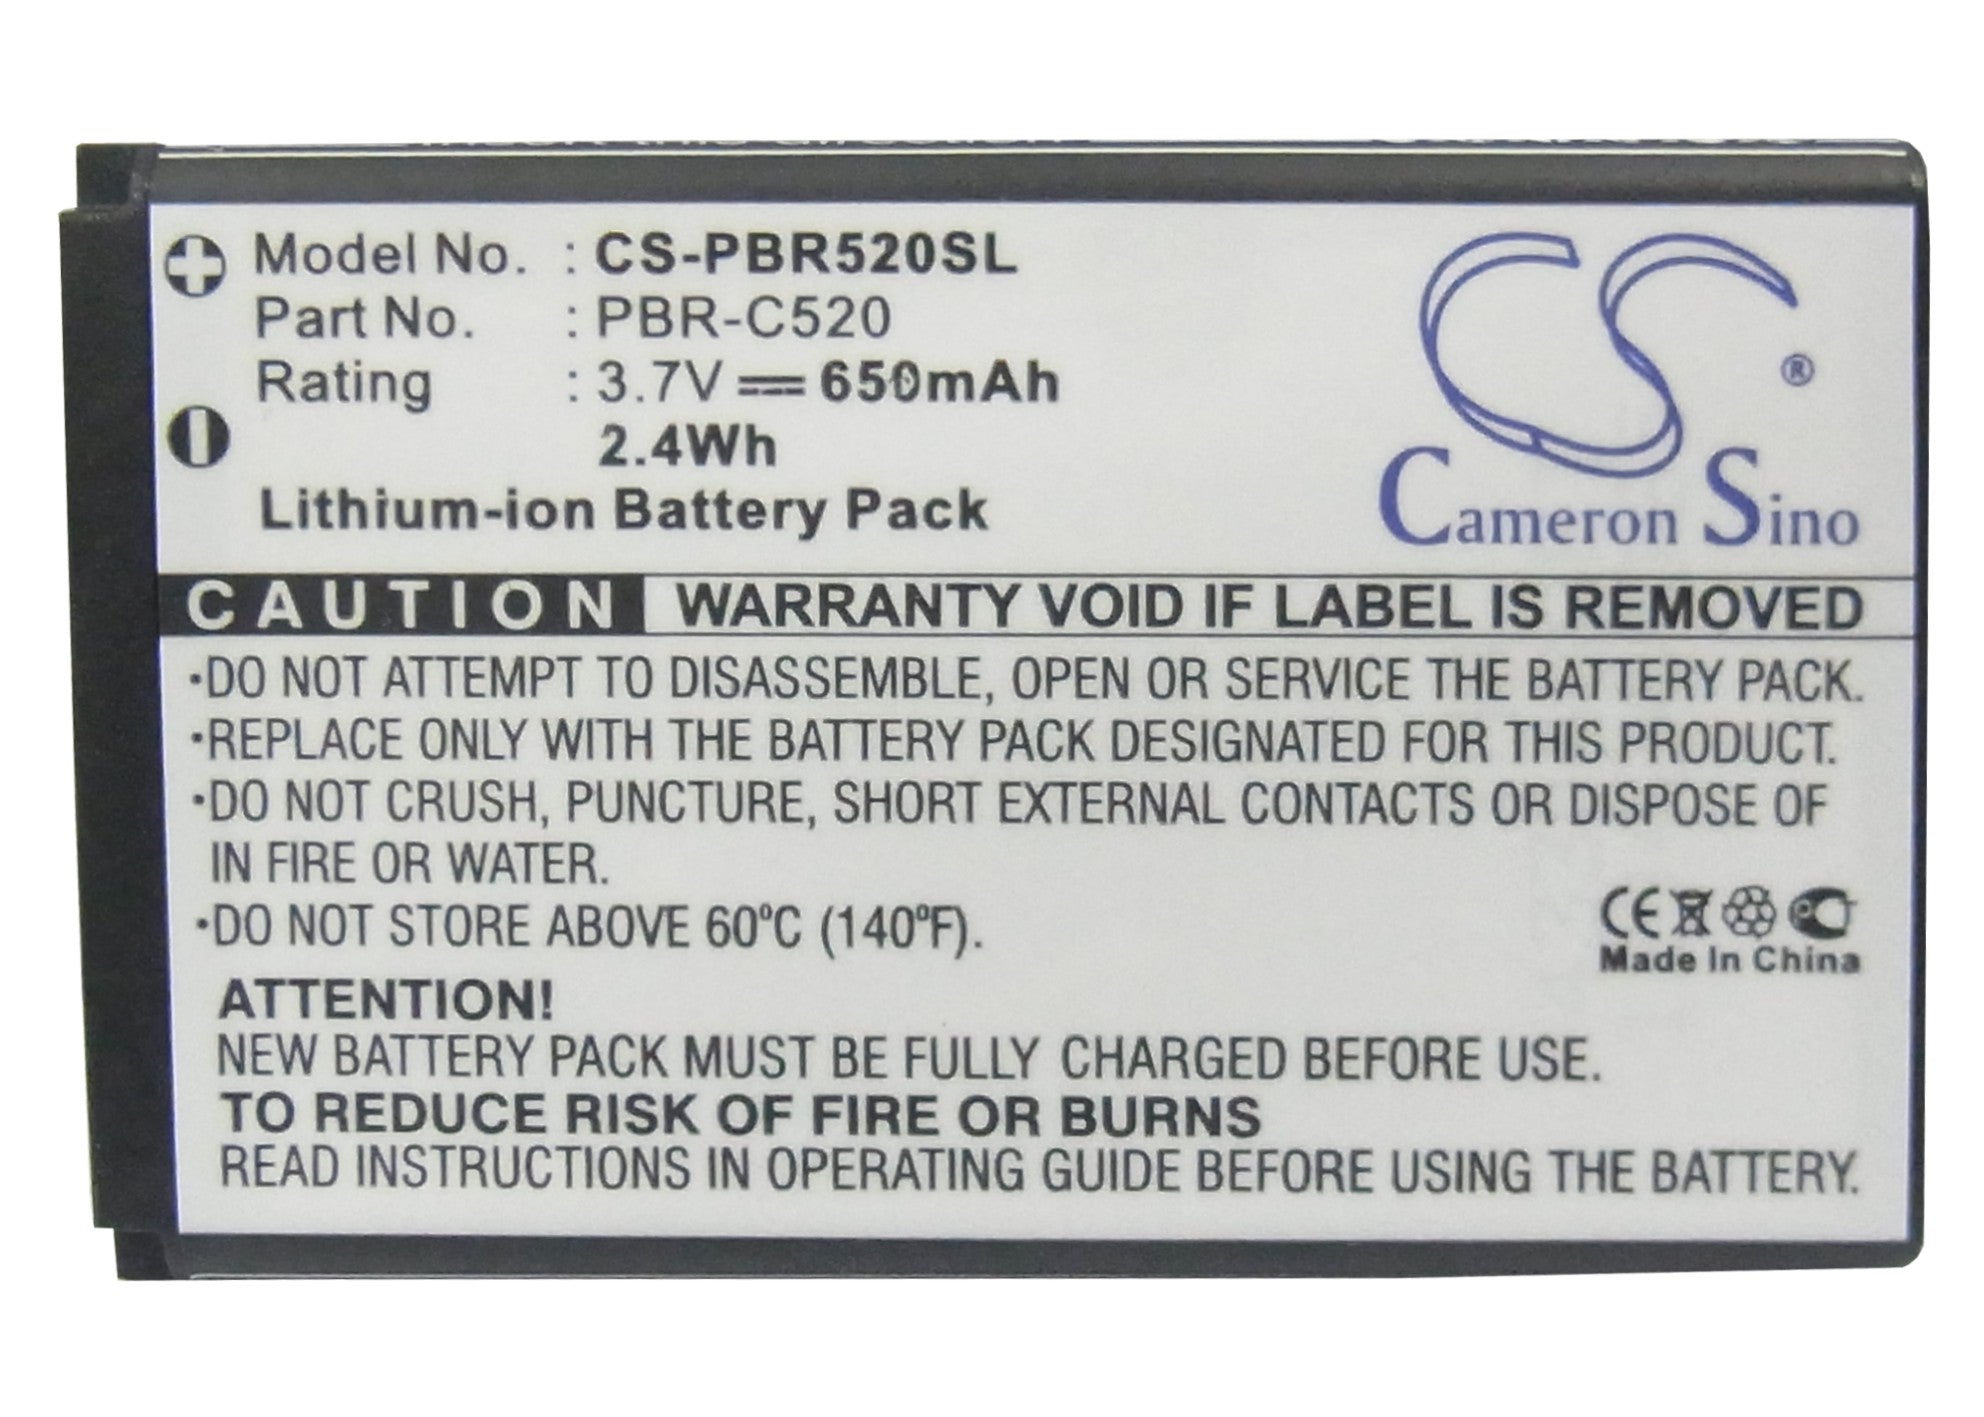 Model No. : CS-PBR520SL
Part No. : PBR-C520
Rating : 3.7V 650mAh
2.4Wh
Lithium-ion Battery Pack
CS ®
Cameron Sino
CAUTION WARRANTY VOID IF LABEL IS REMOVED
•DO NOT ATTEMPT TO DISASSEMBLE, OPEN OR SERVICE THE BATTERY PACK.
•REPLACE ONLY WITH THE BATTERY PACK DESIGNATED FOR THIS PRODUCT.
•DO NOT CRUSH, PUNCTURE, SHORT EXTERNAL CONTACTS OR DISPOSE OF
IN FIRE OR WATER.
•DO NOT STORE ABOVE 60ºC (140ºF).
CE
Made In China
ATTENTION!
NEW BATTERY PACK MUST BE FULLY CHARGED BEFORE USE.
TO REDUCE RISK OF FIRE OR BURNS
READ INSTRUCTIONS IN OPERATING GUIDE BEFORE USING THE BATTERY.